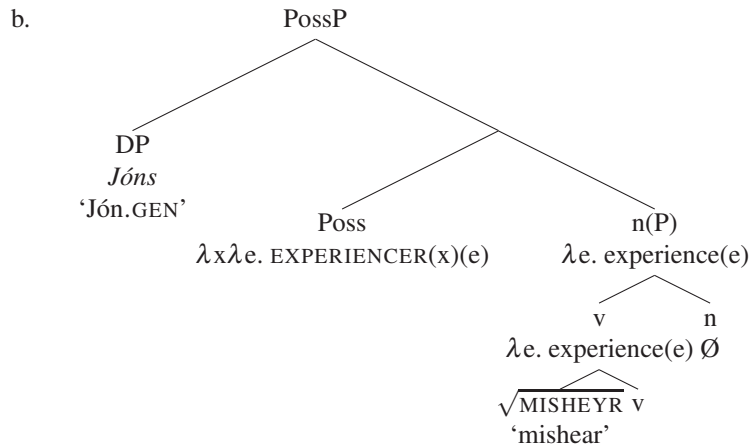 b. PossP
DP
Jóns
‘Jón.GEN’
Poss n(P)
λxλe. EXPERIENCER(x)(e) λe. experience(e)
v n
λe. experience(e) Ø
√MISHEYR v
‘mishear’